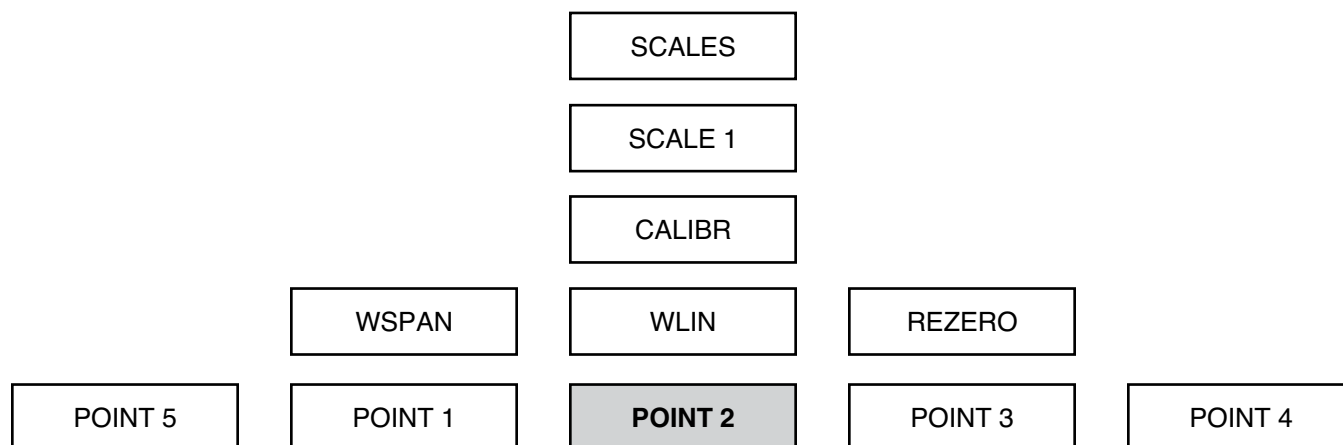 SCALES
SCALE 1
CALIBR
WSPAN WLIN REZERO
POINT 5 POINT 1 POINT 2 POINT 3 POINT 4